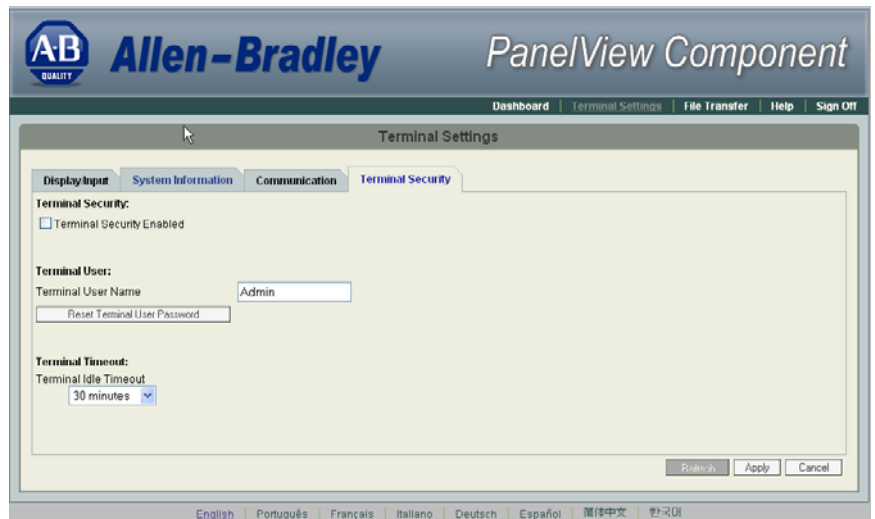 A·B
QUALITY
Allen-Bradley
PanelView Component
Dashboard | Terminal Settings | File Transfer | Help | Sign Off
Terminal Settings
Display/Input System Information Communication Terminal Security
Terminal Security:
Terminal Security Enabled
Terminal User:
Terminal User Name Admin
Reset Terminal User Password
Terminal Timeout:
Terminal Idle Timeout
30 minutes
Refresh Apply Cancel
English | Português | Français | Italiano | Deutsch | Español | 简体中文 | 한국어